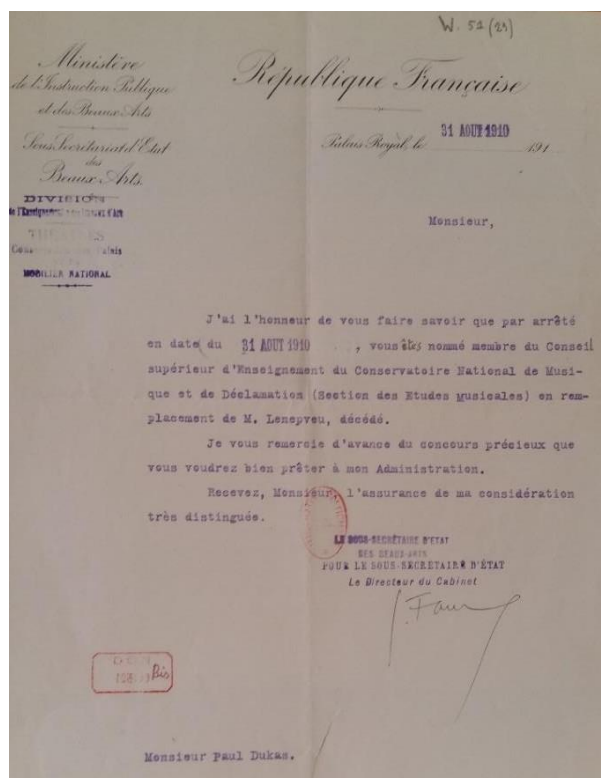 W. 52 (23)
Ministère
de l'Instruction Publique
et des Beaux-Arts
Sous Secrétariat d'Etat
des
Beaux-Arts.
République Française
Palais Royal, le 31 AOUT 1910 191
DIVISION
de l'Enseignement
THEATRES
Palais
MOBILIER NATIONAL
Monsieur,
J'ai l'honneur de vous faire savoir que par arrêté
en date du 31 AOUT 1910 , vous êtes nommé membre du Conseil
supérieur d'Enseignement du Conservatoire National de Musi-
que et de Déclamation (Section des Etudes musicales) en rem-
placement de M. Lenepveu, décédé.
Je vous remercie d'avance du concours précieux que
vous voudrez bien prêter à mon Administration.
Recevez, Monsieur, l'assurance de ma considération
très distinguée.
LE SOUS-SECRÉTAIRE D'ETAT
DES BEAUX-ARTS
POUR LE SOUS-SECRÉTAIRE D'ÉTAT
Le Directeur du Cabinet
Bis
Monsieur Paul Dukas.